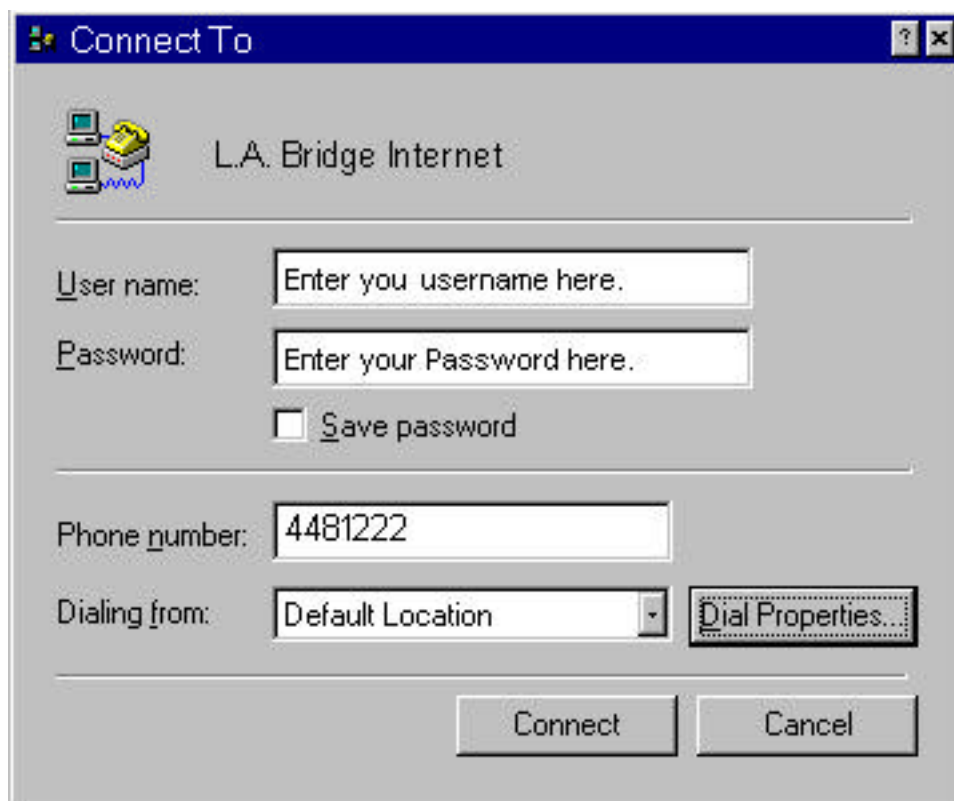 Connect To
L.A. Bridge Internet
User name:
Enter you username here.
Password:
Enter your Password here.
Save password
Phone number:
4481222
Dialing from:
Default Location
Dial Properties...
Connect
Cancel